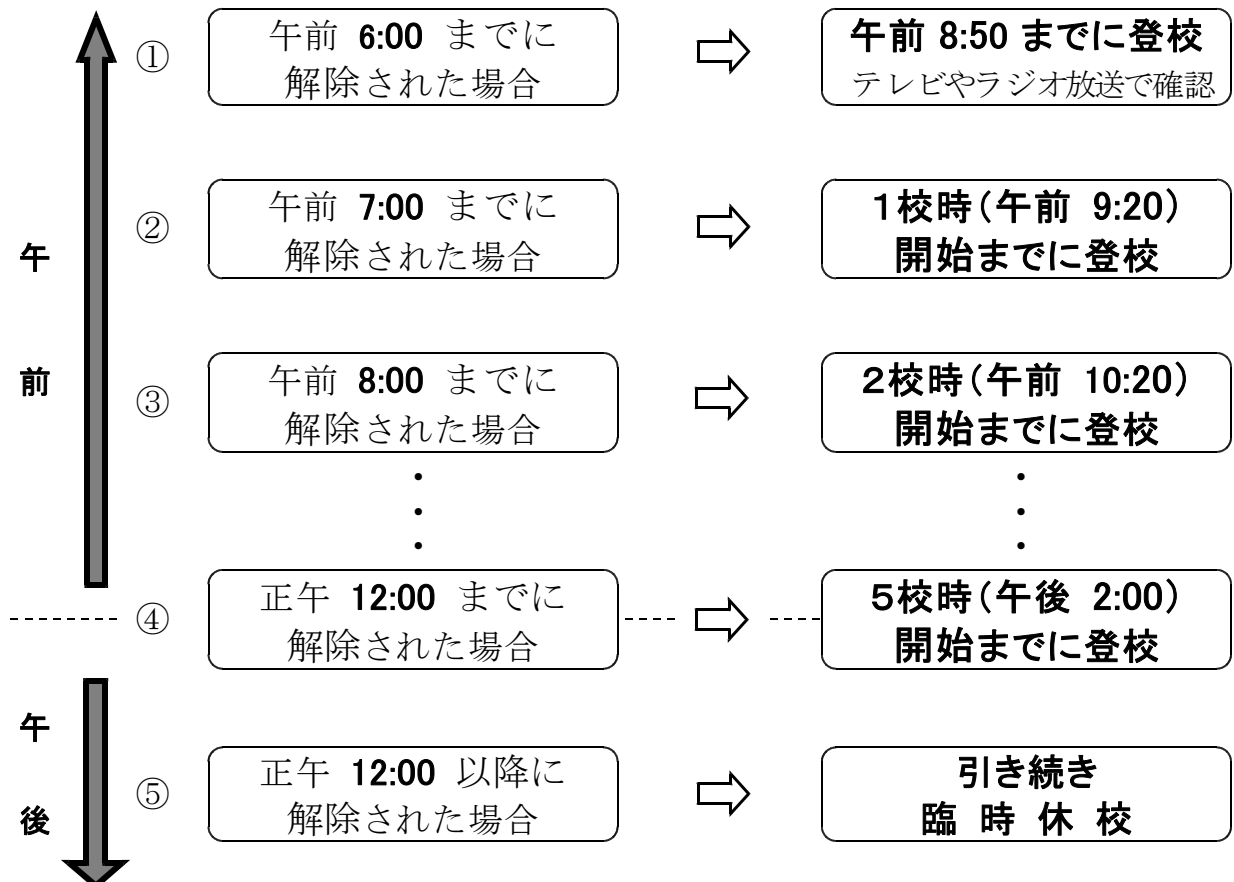 午前
① 午前 6:00 までに
解除された場合
⇨
午前 8:50 までに登校
テレビやラジオ放送で確認
② 午前 7:00 までに
解除された場合
⇨
1校時(午前 9:20)
開始までに登校
③ 午前 8:00 までに
解除された場合
⇨
2校時(午前 10:20)
開始までに登校
・ ・
・ ・
・ ・
④ 正午 12:00 までに
解除された場合
⇨
5校時(午後 2:00)
開始までに登校
午後
⑤ 正午 12:00 以降に
解除された場合
⇨
引き続き
臨 時 休 校